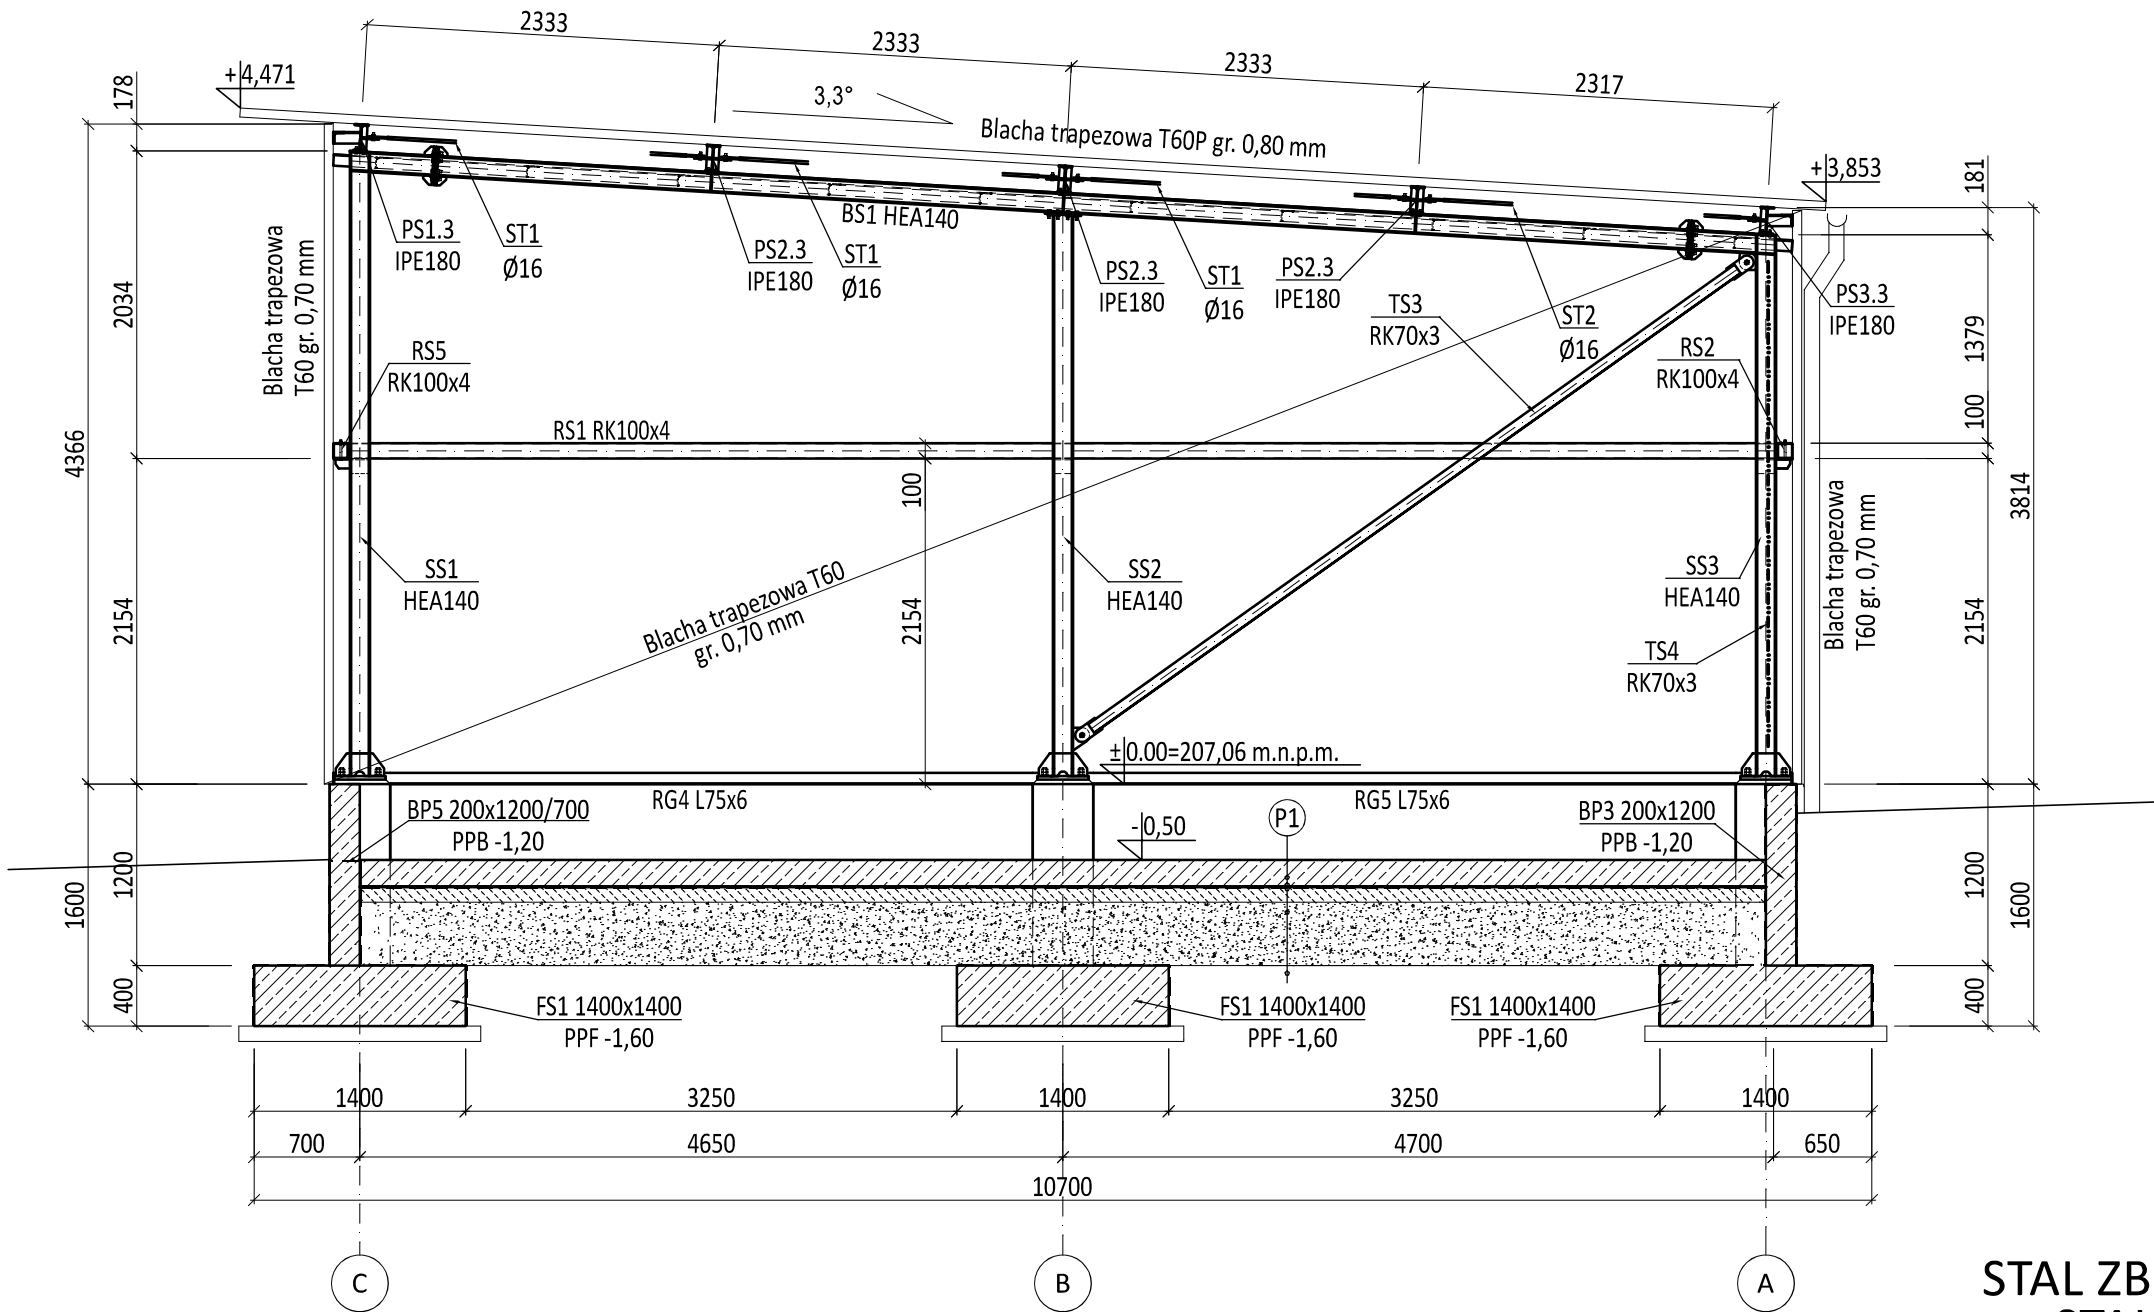 2333
2333
2333
2317
+4,471
178
3,3°
Blacha trapezowa T60P gr. 0,80 mm
+3,853
181
BS1 HEA140
PS1.3
IPE180
ST1
Ø16
PS2.3
IPE180
ST1
Ø16
PS2.3
IPE180
ST1
Ø16
PS2.3
IPE180
ST2
Ø16
PS3.3
IPE180
TS3
RK70x3
Blacha trapezowa
T60 gr. 0,70 mm
2034
1379
RS5
RK100x4
RS2
RK100x4
100
RS1 RK100x4
4366
100
3814
Blacha trapezowa
T60 gr. 0,70 mm
SS1
HEA140
SS2
HEA140
SS3
HEA140
Blacha trapezowa T60
gr. 0,70 mm
2154
2154
2154
TS4
RK70x3
±0.00=207,06 m.n.p.m.
RG4 L75x6
RG5 L75x6
BP5 200x1200/700
PPB -1,20
-0,50
P1
BP3 200x1200
PPB -1,20
1600
1200
1200
1600
400
400
FS1 1400x1400
PPF -1,60
FS1 1400x1400
PPF -1,60
FS1 1400x1400
PPF -1,60
1400
3250
1400
3250
1400
700
4650
4700
650
10700
C
B
A
STAL ZB